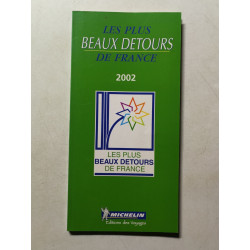 LES PLUS
BEAUX DETOURS
DE FRANCE
2002
LES PLUS
BEAUX DETOURS
DE FRANCE
MICHELIN
Editions des Voyages